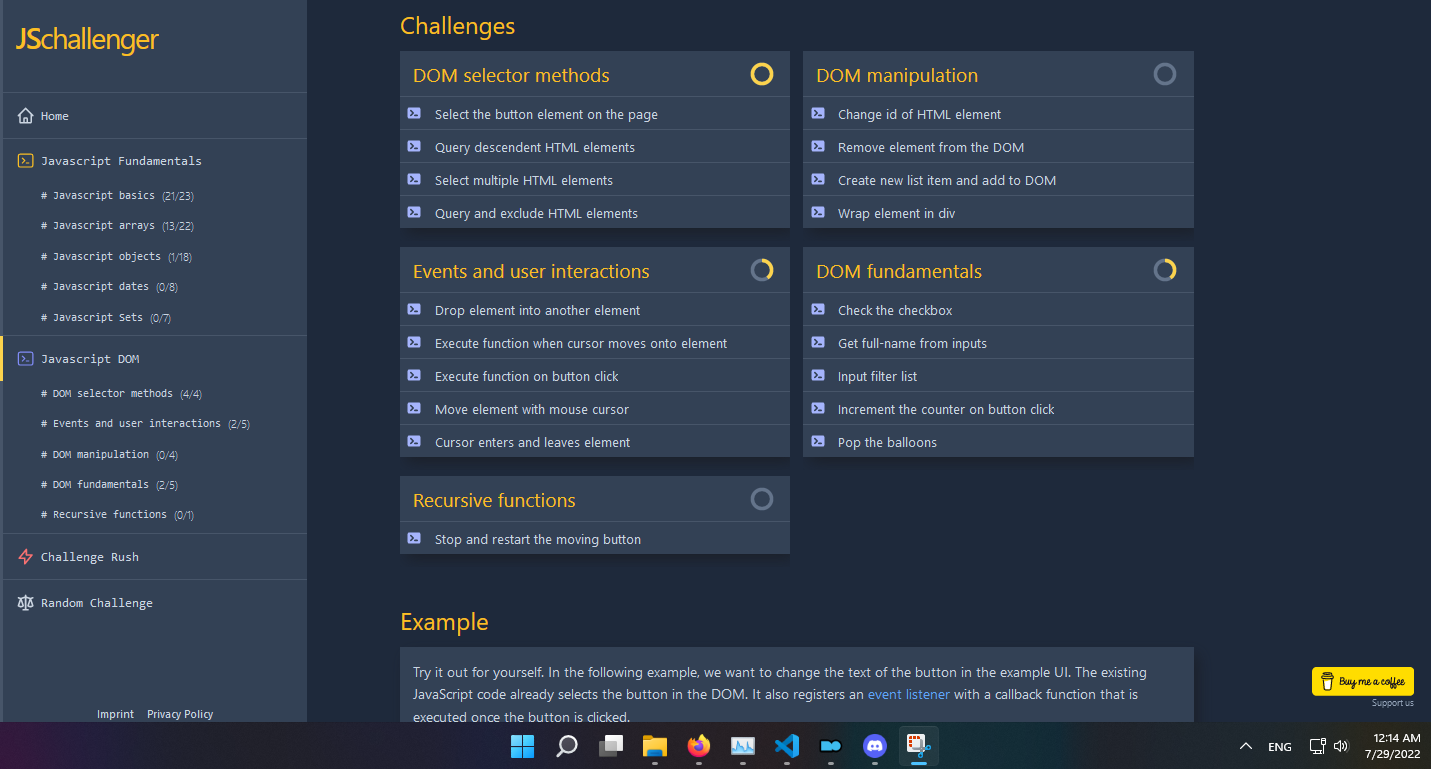 JSchallenger
Home
Javascript Fundamentals
# Javascript basics (21/23)
# Javascript arrays (13/22)
# Javascript objects (1/18)
# Javascript dates (0/8)
# Javascript Sets (0/7)
Javascript DOM
# DOM selector methods (4/4)
# Events and user interactions (2/5)
# DOM manipulation (0/4)
# DOM fundamentals (2/5)
# Recursive functions (0/1)
Challenge Rush
Random Challenge
Imprint Privacy Policy
Challenges
DOM selector methods
Select the button element on the page
Query descendent HTML elements
Select multiple HTML elements
Query and exclude HTML elements
DOM manipulation
Change id of HTML element
Remove element from the DOM
Create new list item and add to DOM
Wrap element in div
Events and user interactions
Drop element into another element
Execute function when cursor moves onto element
Execute function on button click
Move element with mouse cursor
Cursor enters and leaves element
DOM fundamentals
Check the checkbox
Get full-name from inputs
Input filter list
Increment the counter on button click
Pop the balloons
Recursive functions
Stop and restart the moving button
Example
Try it out for yourself. In the following example, we want to change the text of the button in the example UI. The existing
JavaScript code already selects the button in the DOM. It also registers an event listener with a callback function that is
executed once the button is clicked.
Buy me a coffee
Support us
ENG
12:14 AM
7/29/2022